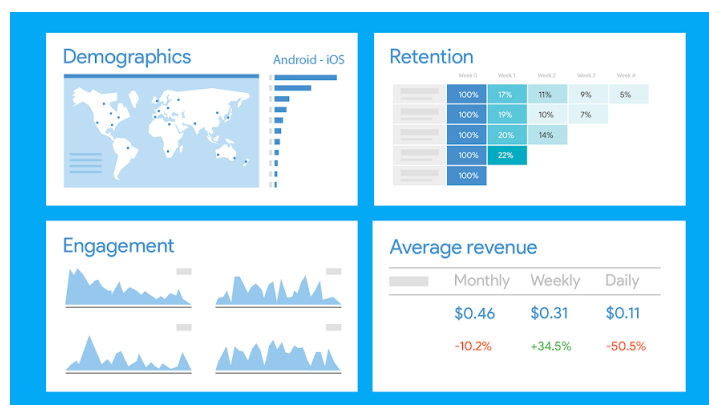 Demographics
Android - iOS
Retention
Week 0 Week 1 Week 2 Week 3 Week 4
100% 17% 11% 9% 5%
100% 19% 10% 7%
100% 20% 14%
100% 22%
100%
Engagement
Average revenue
Monthly Weekly Daily
$0.46 $0.31 $0.11
-10.2% +34.5% -50.5%